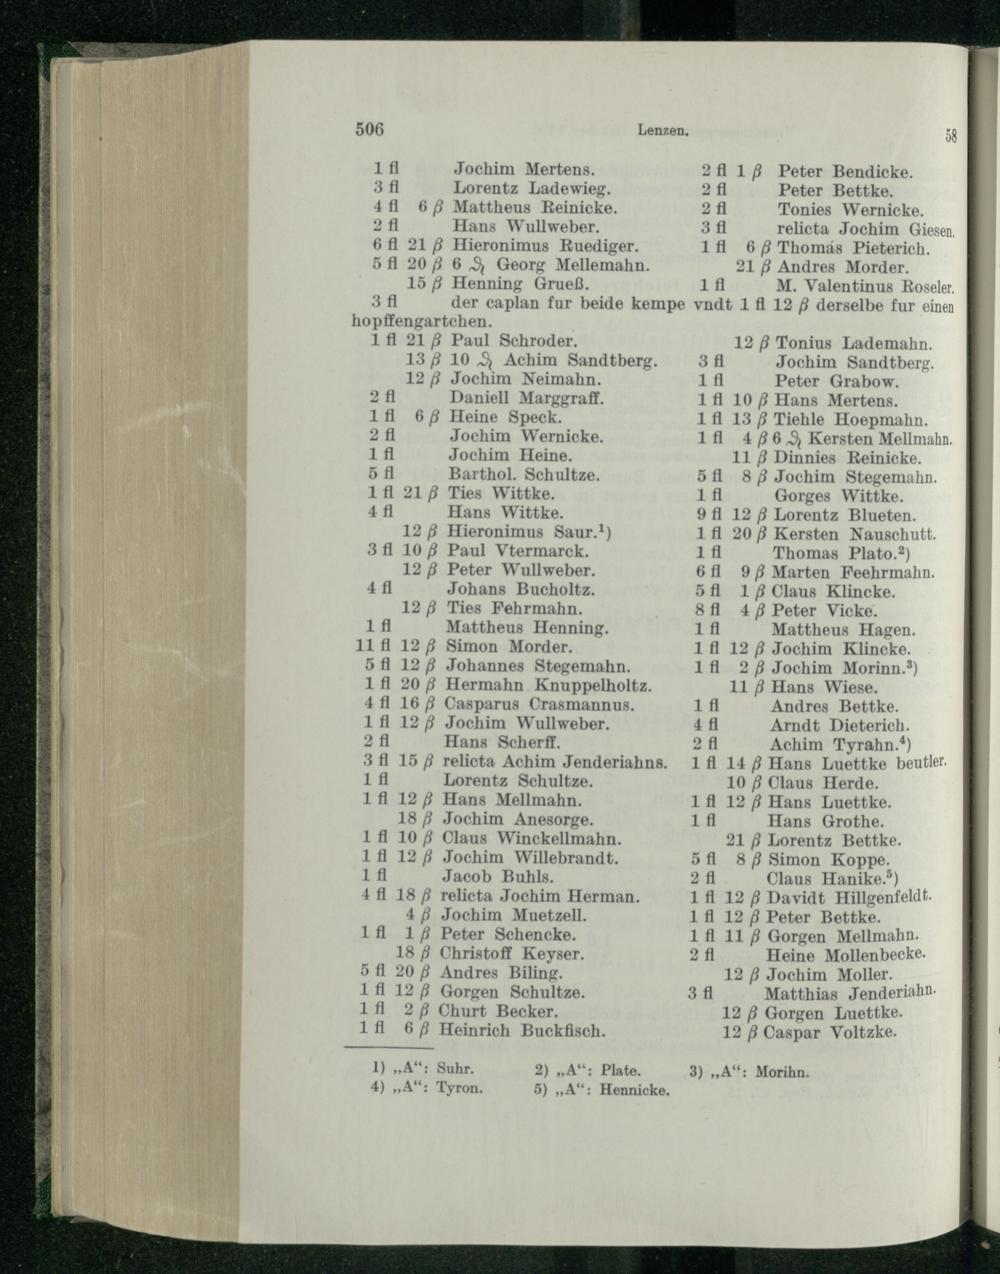 506 Lenzen. 58
1 fl Jochim Mertens. 2 fl 1 β Peter Bendicke.
3 fl Lorentz Ladewieg. 2 fl Peter Bettke.
4 fl 6 β Mattheus Reinicke. 2 fl Tonies Wernicke.
2 fl Hans Wullweber. 3 fl relicta Jochim Giesen.
6 fl 21 β Hieronimus Ruediger. 1 fl 6 β Thomas Pieterich.
5 fl 20 β 6 ₰ Georg Mellemahn. 21 β Andres Morder.
15 β Henning Grueß. 1 fl M. Valentinus Roseler.
3 fl der caplan fur beide kempe vndt 1 fl 12 β derselbe fur einen
hopffengartchen.
1 fl 21 β Paul Schroder. 12 β Tonius Lademahn.
13 β 10 ₰ Achim Sandtberg. 3 fl Jochim Sandtberg.
12 β Jochim Neimahn. 1 fl Peter Grabow.
2 fl Daniell Marggraff. 1 fl 10 β Hans Mertens.
1 fl 6 β Heine Speck. 1 fl 13 β Tiehle Hoepmahn.
2 fl Jochim Wernicke. 1 fl 4 β 6 ₰ Kersten Mellmahn.
1 fl Jochim Heine. 11 β Dinnies Reinicke.
5 fl Barthol. Schultze. 5 fl 8 β Jochim Stegemahn.
1 fl 21 β Ties Wittke. 1 fl Gorges Wittke.
4 fl Hans Wittke. 9 fl 12 β Lorentz Blueten.
12 β Hieronimus Saur.¹) 1 fl 20 β Kersten Nauschutt.
3 fl 10 β Paul Vtermarck. 1 fl Thomas Plato.²)
12 β Peter Wullweber. 6 fl 9 β Marten Feehrmahn.
4 fl Johans Bucholtz. 5 fl 1 β Claus Klincke.
12 β Ties Fehrmahn. 8 fl 4 β Peter Vicke.
1 fl Mattheus Henning. 1 fl Mattheus Hagen.
11 fl 12 β Simon Morder. 1 fl 12 β Jochim Klincke.
5 fl 12 β Johannes Stegemahn. 1 fl 2 β Jochim Morinn.³)
1 fl 20 β Hermahn Knuppelholtz. 11 β Hans Wiese.
4 fl 16 β Casparus Crasmannus. 1 fl Andres Bettke.
1 fl 12 β Jochim Wullweber. 4 fl Arndt Dieterich.
2 fl Hans Scherff. 2 fl Achim Tyrahn.⁴)
3 fl 15 β relicta Achim Jenderiahns. 1 fl 14 β Hans Luettke beutler.
1 fl Lorentz Schultze. 10 β Claus Herde.
1 fl 12 β Hans Mellmahn. 1 fl 12 β Hans Luettke.
18 β Jochim Anesorge. 1 fl Hans Grothe.
1 fl 10 β Claus Winckellmahn. 21 β Lorentz Bettke.
1 fl 12 β Jochim Willebrandt. 5 fl 8 β Simon Koppe.
1 fl Jacob Buhls. 2 fl Claus Hanike.⁵)
4 fl 18 β relicta Jochim Herman. 1 fl 12 β Davidt Hillgenfeldt.
4 β Jochim Muetzell. 1 fl 12 β Peter Bettke.
1 fl 1 β Peter Schencke. 1 fl 11 β Gorgen Mellmahn.
18 β Christoff Keyser. 2 fl Heine Mollenbecke.
5 fl 20 β Andres Biling. 12 β Jochim Moller.
1 fl 12 β Gorgen Schultze. 3 fl Matthias Jenderiahn.
1 fl 2 β Churt Becker. 12 β Gorgen Luettke.
1 fl 6 β Heinrich Buckfisch. 12 β Caspar Voltzke.
1) „A“: Suhr. 2) „A“: Plate. 3) „A“: Morihn.
4) „A“: Tyron. 5) „A“: Hennicke.